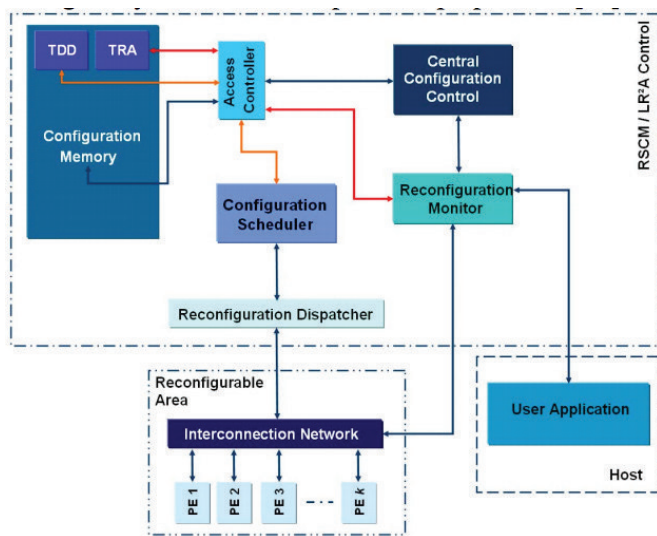 TDD
TRA
Configuration
Memory
Access
Controller
Central
Configuration
Control
RSCM / LR²A Control
Configuration
Scheduler
Reconfiguration
Monitor
Reconfiguration Dispatcher
Reconfigurable
Area
Interconnection Network
PE 1
PE 2
PE 3
PE k
User Application
Host